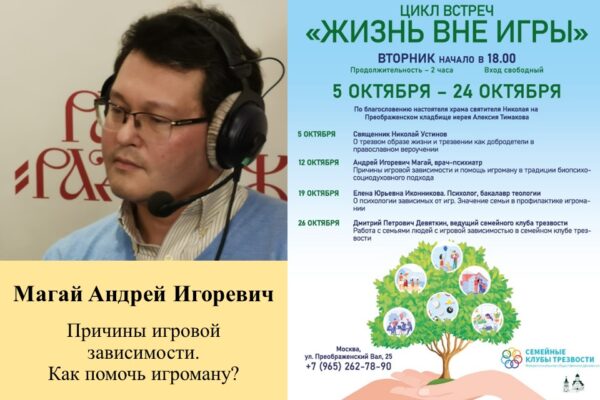 Магай Андрей Игоревич
Причины игровой
зависимости.
Как помочь игроману?
ЦИКЛ ВСТРЕЧ
«ЖИЗНЬ ВНЕ ИГРЫ»
ВТОРНИК НАЧАЛО В 18.00
Продолжительность – 2 часа Вход свободный
5 ОКТЯБРЯ – 24 ОКТЯБРЯ
По благословению настоятеля храма святителя Николая на
Преображенском кладбище иерея Алексия Тимакова
5 ОКТЯБРЯ Священник Николай Устинов
О трезвом образе жизни и трезвении как добродетели в
православном вероучении
12 ОКТЯБРЯ Андрей Игоревич Магай, врач-психиатр
Причины игровой зависимости и помощь игроману в традиции биопсихо-
социодуховного подхода
19 ОКТЯБРЯ Елена Юрьевна Иконникова. Психолог, бакалавр теологии
О психологии зависимых от игр. Значение семьи в профилактике игрома-
нии
26 ОКТЯБРЯ Дмитрий Петрович Девяткин, ведущий семейного клуба трезвости
Работа с семьями людей с игровой зависимостью в семейном клубе трез-
вости
Москва,
ул. Преображенский Вал, 25
+7 (965) 262-78-90
СЕМЕЙНЫЕ
КЛУБЫ ТРЕЗВОСТИ